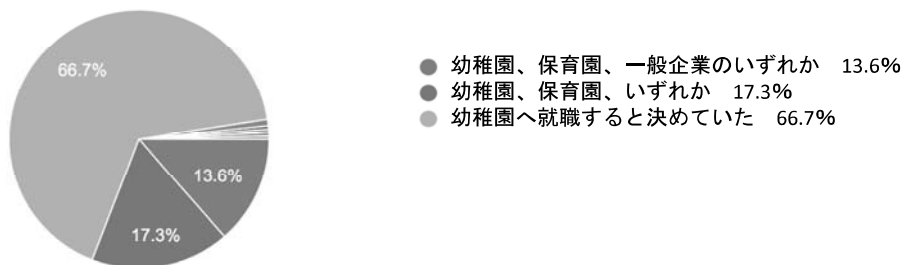 66.7%
13.6%
17.3%
● 幼稚園、保育園、一般企業のいずれか 13.6%
● 幼稚園、保育園、いずれか 17.3%
● 幼稚園へ就職すると決めていた 66.7%